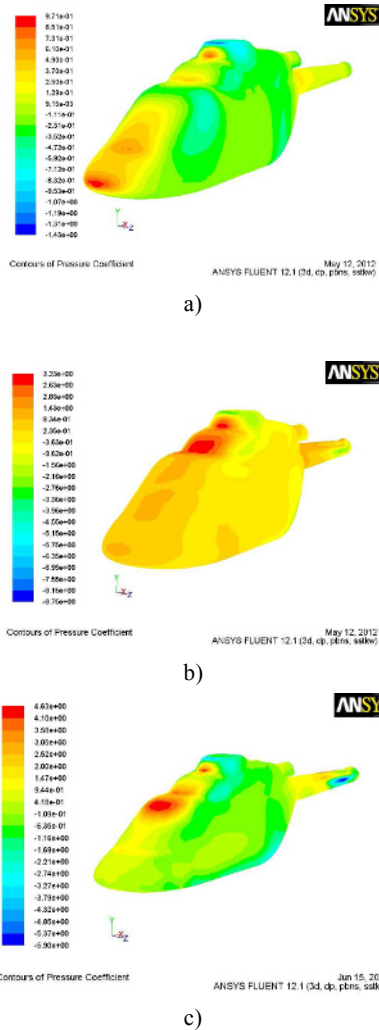 ANSYS
9.71e-01
8.51e-01
7.31e-01
6.10e-01
4.90e-01
3.70e-01
2.50e-01
1.29e-01
9.15e-03
-1.11e-01
-2.31e-01
-3.52e-01
-4.72e-01
-5.92e-01
-7.12e-01
-8.32e-01
-9.53e-01
-1.07e+00
-1.19e+00
-1.31e+00
-1.43e+00
Y
X
Z
Contours of Pressure Coefficient
May 12, 2012
ANSYS FLUENT 12.1 (3d, dp, pbns, sstkw)
a)
ANSYS
3.23e+00
2.63e+00
2.03e+00
1.43e+00
8.34e-01
2.35e-01
-3.63e-01
-9.62e-01
-1.56e+00
-2.16e+00
-2.76e+00
-3.36e+00
-3.96e+00
-4.55e+00
-5.15e+00
-5.75e+00
-6.35e+00
-6.95e+00
-7.55e+00
-8.15e+00
-8.75e+00
Y
X
Z
Contours of Pressure Coefficient
May 12, 2012
ANSYS FLUENT 12.1 (3d, dp, pbns, sstkw)
b)
ANSY
4.63e+00
4.10e+00
3.58e+00
3.05e+00
2.52e+00
2.00e+00
1.47e+00
9.44e-01
4.10e-01
-1.09e-01
-6.36e-01
-1.16e+00
-1.69e+00
-2.21e+00
-2.74e+00
-3.27e+00
-3.79e+00
-4.32e+00
-4.85e+00
-5.37e+00
-5.90e+00
Y
X
Z
Contours of Pressure Coefficient
Jun 15, 20
ANSYS FLUENT 12.1 (3d, dp, pbns, sstk
c)